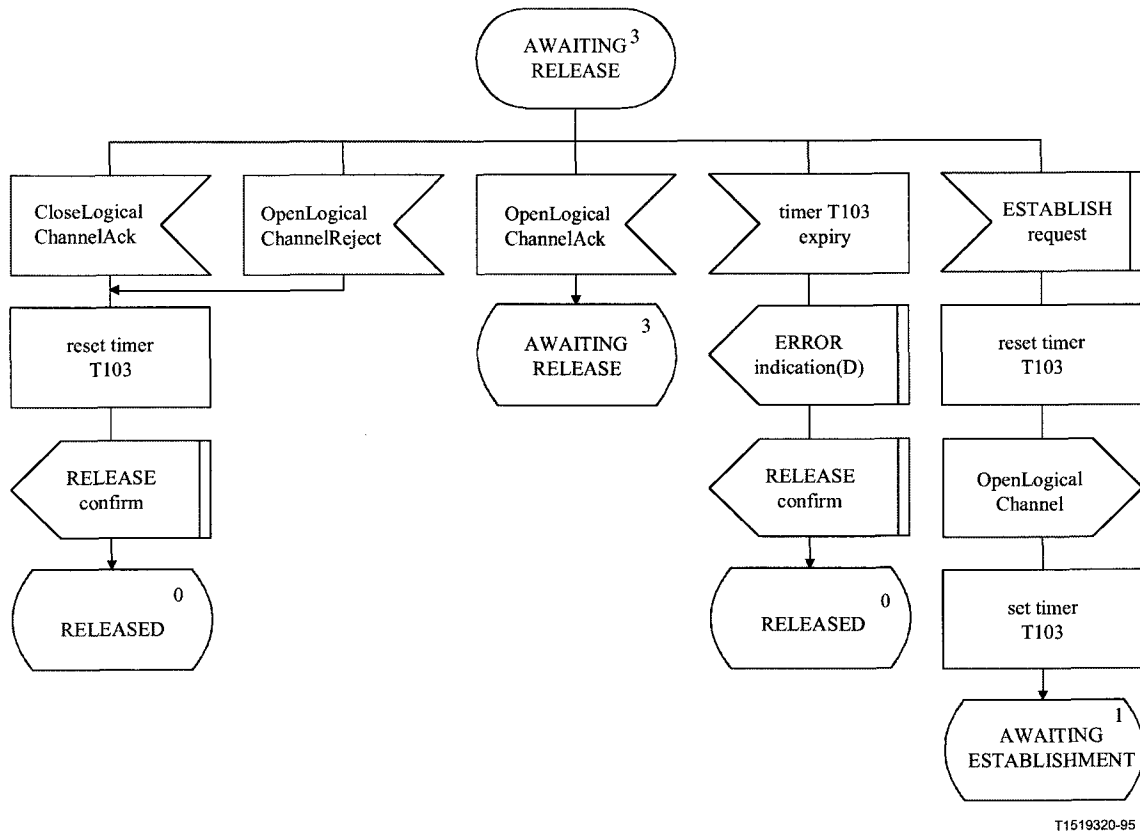 AWAITING 3
RELEASE
CloseLogical
ChannelAck
OpenLogical
ChannelReject
OpenLogical
ChannelAck
timer T103
expiry
ESTABLISH
request
reset timer
T103
3
AWAITING
RELEASE
ERROR
indication(D)
reset timer
T103
RELEASE
confirm
RELEASE
confirm
OpenLogical
Channel
0
RELEASED
0
RELEASED
set timer
T103
1
AWAITING
ESTABLISHMENT
T1519320-95